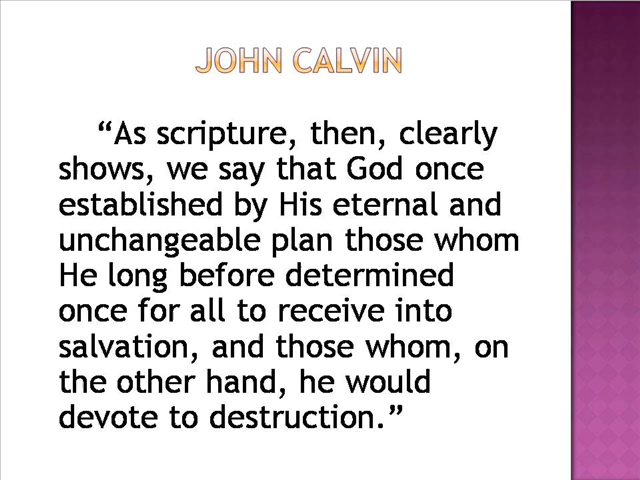 JOHN CALVIN
“As scripture, then, clearly
shows, we say that God once
established by His eternal and
unchangeable plan those whom
He long before determined
once for all to receive into
salvation, and those whom, on
the other hand, he would
devote to destruction.”